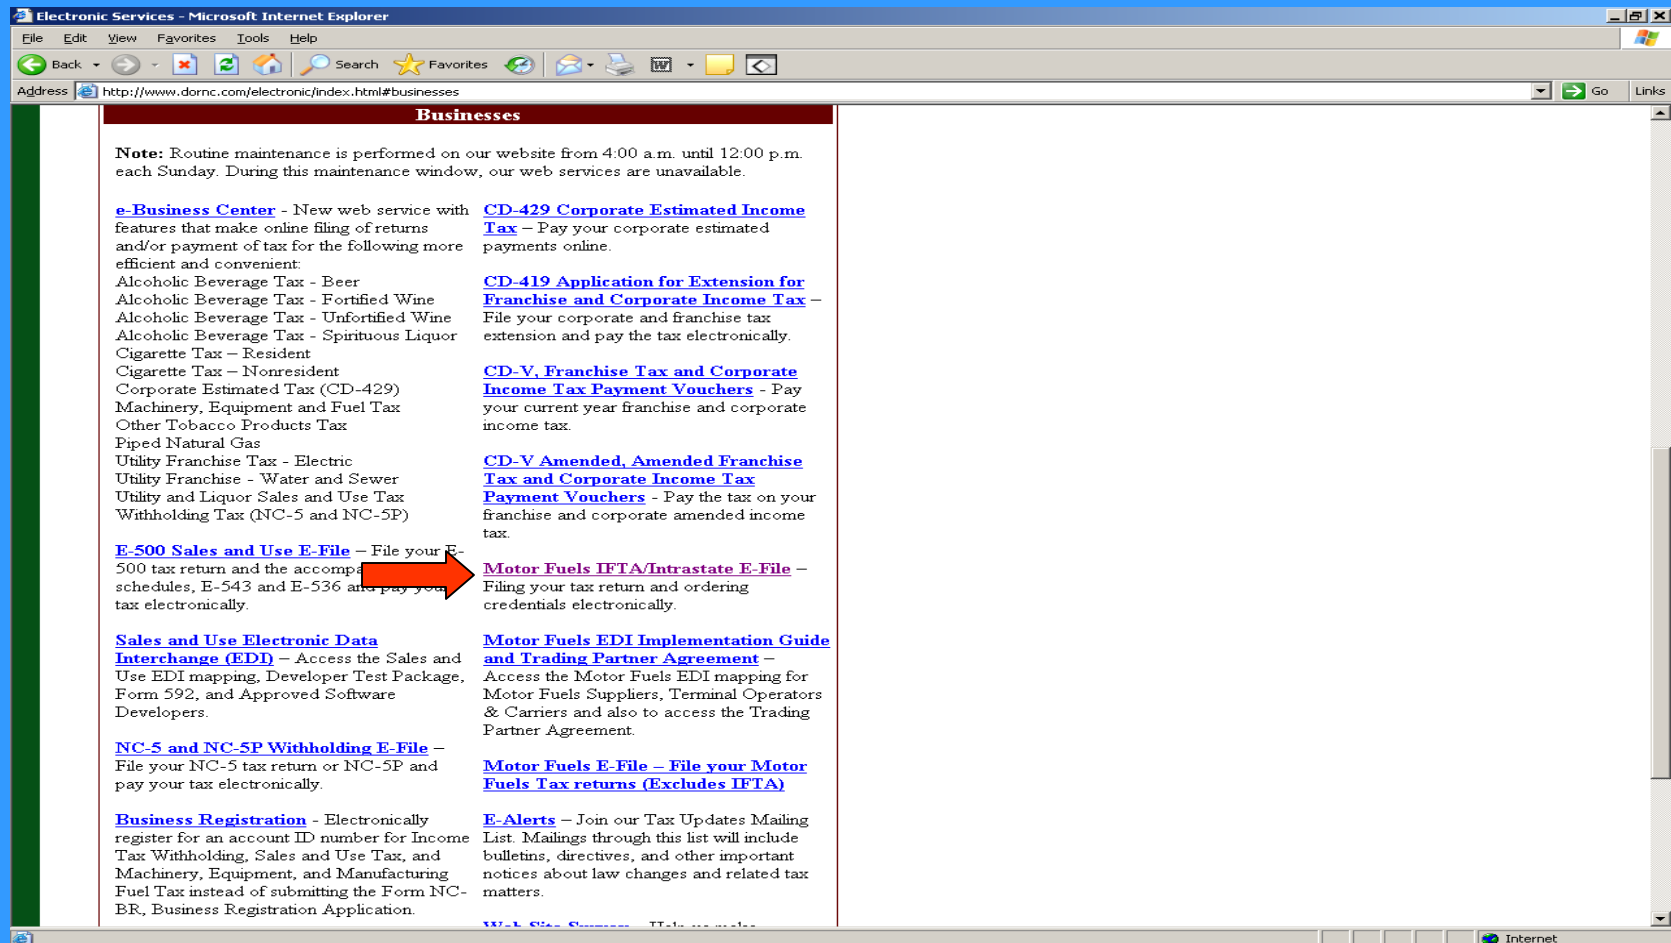 Electronic Services - Microsoft Internet Explorer
File Edit View Favorites Tools Help
Back Search Favorites
Address http://www.dornc.com/electronic/index.html#businesses Go Links
Businesses
Note: Routine maintenance is performed on our website from 4:00 a.m. until 12:00 p.m.
each Sunday. During this maintenance window, our web services are unavailable.
e-Business Center - New web service with
features that make online filing of returns
and/or payment of tax for the following more
efficient and convenient:
Alcoholic Beverage Tax - Beer
Alcoholic Beverage Tax - Fortified Wine
Alcoholic Beverage Tax - Unfortified Wine
Alcoholic Beverage Tax - Spirituous Liquor
Cigarette Tax – Resident
Cigarette Tax – Nonresident
Corporate Estimated Tax (CD-429)
Machinery, Equipment and Fuel Tax
Other Tobacco Products Tax
Piped Natural Gas
Utility Franchise Tax - Electric
Utility Franchise - Water and Sewer
Utility and Liquor Sales and Use Tax
Withholding Tax (NC-5 and NC-5P)
E-500 Sales and Use E-File – File your E-
500 tax return and the
schedules, E-543 and E-536 and pay your
tax electronically.
Sales and Use Electronic Data
Interchange (EDI) – Access the Sales and
Use EDI mapping, Developer Test Package,
Form 592, and Approved Software
Developers.
NC-5 and NC-5P Withholding E-File –
File your NC-5 tax return or NC-5P and
pay your tax electronically.
Business Registration - Electronically
register for an account ID number for Income
Tax Withholding, Sales and Use Tax, and
Machinery, Equipment, and Manufacturing
Fuel Tax instead of submitting the Form NC-
BR, Business Registration Application.
CD-429 Corporate Estimated Income
Tax – Pay your corporate estimated
payments online.
CD-419 Application for Extension for
Franchise and Corporate Income Tax –
File your corporate and franchise tax
extension and pay the tax electronically.
CD-V, Franchise Tax and Corporate
Income Tax Payment Vouchers - Pay
your current year franchise and corporate
income tax.
CD-V Amended, Amended Franchise
Tax and Corporate Income Tax
Payment Vouchers - Pay the tax on your
franchise and corporate amended income
tax.
Motor Fuels IFTA/Intrastate E-File –
Filing your tax return and ordering
credentials electronically.
Motor Fuels EDI Implementation Guide
and Trading Partner Agreement –
Access the Motor Fuels EDI mapping for
Motor Fuels Suppliers, Terminal Operators
& Carriers and also to access the Trading
Partner Agreement.
Motor Fuels E-File – File your Motor
Fuels Tax returns (Excludes IFTA)
E-Alerts – Join our Tax Updates Mailing
List. Mailings through this list will include
bulletins, directives, and other important
notices about law changes and related tax
matters.
Web Site Survey – Help us make
Internet